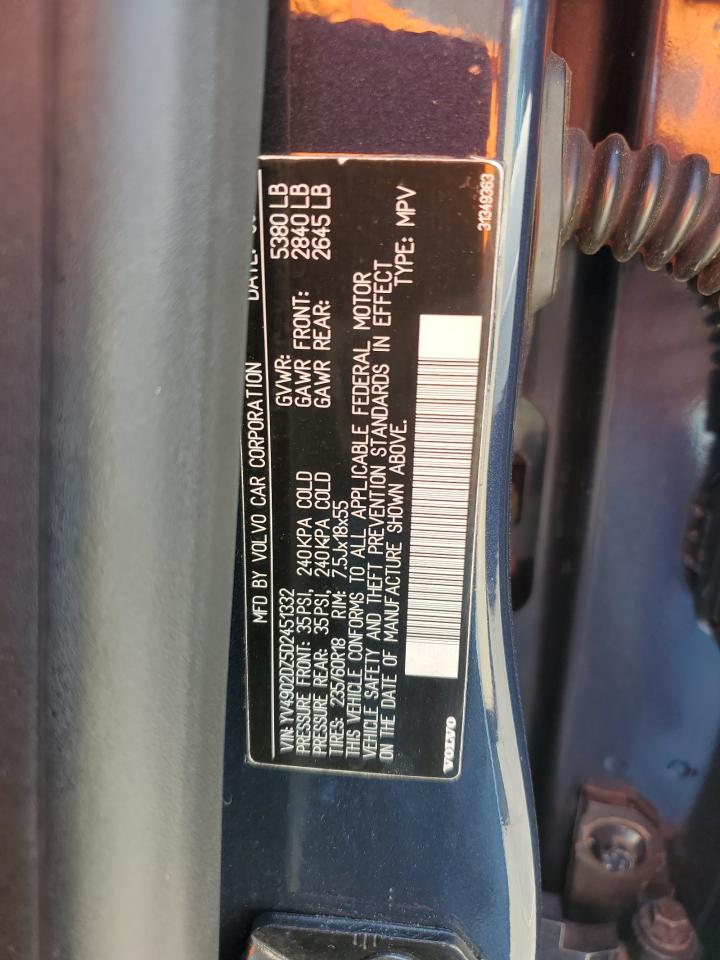 MFD BY VOLVO CAR CORPORATION
VIN: YV4902DZ5D2451332
PRESSURE FRONT: 35PSI, 240KPA COLD
PRESSURE REAR: 35PSI, 240KPA COLD
TIRES: 235/60R18 RIM: 7.5Jx18x55
GVWR: 5380 LB
GAWR FRONT: 2840 LB
GAWR REAR: 2645 LB
THIS VEHICLE CONFORMS TO ALL APPLICABLE FEDERAL MOTOR
VEHICLE SAFETY AND THEFT PREVENTION STANDARDS IN EFFECT
ON THE DATE OF MANUFACTURE SHOWN ABOVE. TYPE: MPV
VOLVO
31349363